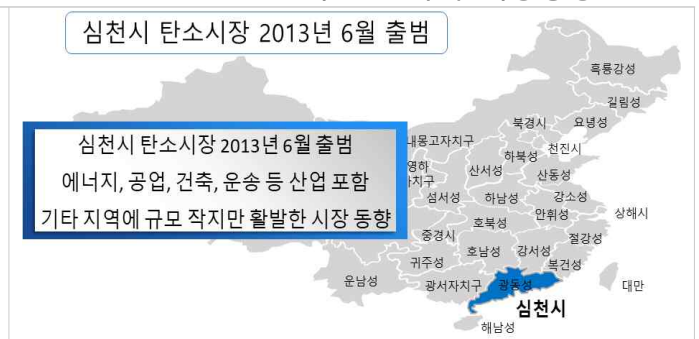 심천시 탄소시장 2013년 6월 출범
흑룡강성
길림성
심천시 탄소시장 2013년 6월 출범
에너지, 공업, 건축, 운송 등 산업 포함
기타 지역에 규모 작지만 활발한 시장 동향
내몽고자치구
북경시
요녕성
천진시
하북성
영하
자치구
산서성
산동성
섬서성
하남성
강소성
안휘성
상해시
중경시
호북성
절강성
귀주성
호남성
강서성
복건성
운남성
광서자치구
광동성
대만
심천시
해남성